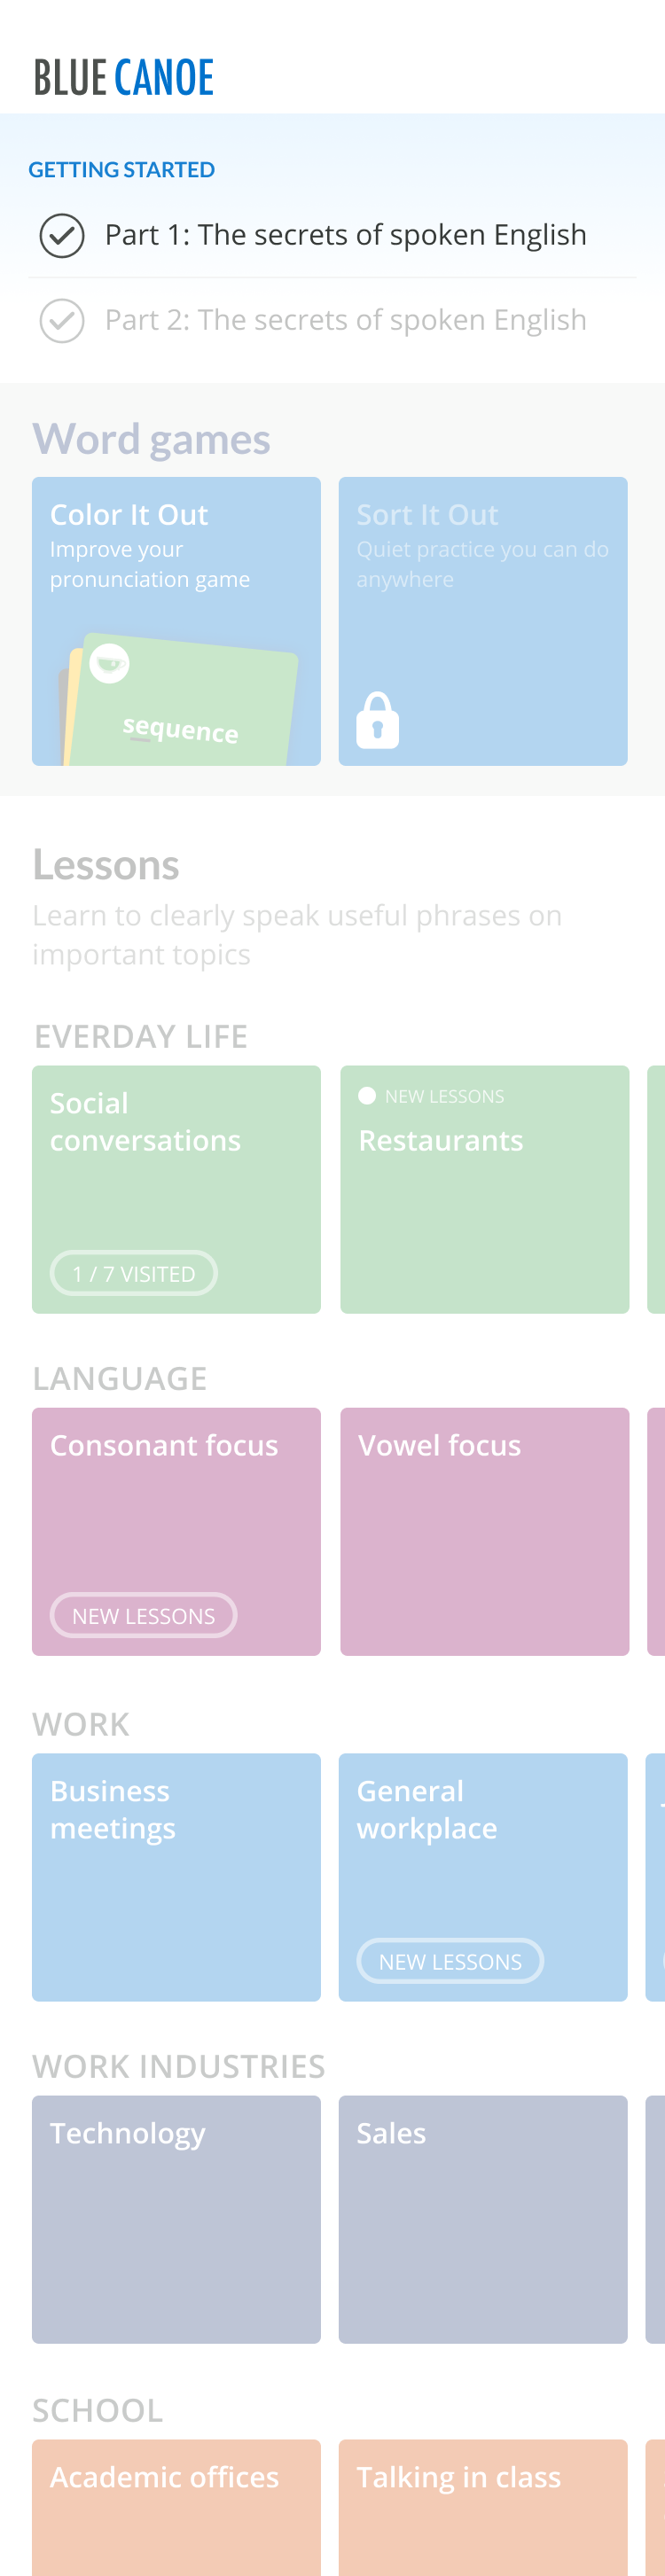 BLUE CANOE
GETTING STARTED
Part 1: The secrets of spoken English
Part 2: The secrets of spoken English
Word games
Color It Out
Improve your
pronunciation game
sequence
Sort It Out
Quiet practice you can do
anywhere
Lessons
Learn to clearly speak useful phrases on
important topics
EVERDAY LIFE
Social
conversations
1 / 7 VISITED
NEW LESSONS
Restaurants
LANGUAGE
Consonant focus
NEW LESSONS
Vowel focus
WORK
Business
meetings
General
workplace
NEW LESSONS
WORK INDUSTRIES
Technology
Sales
SCHOOL
Academic offices
Talking in class